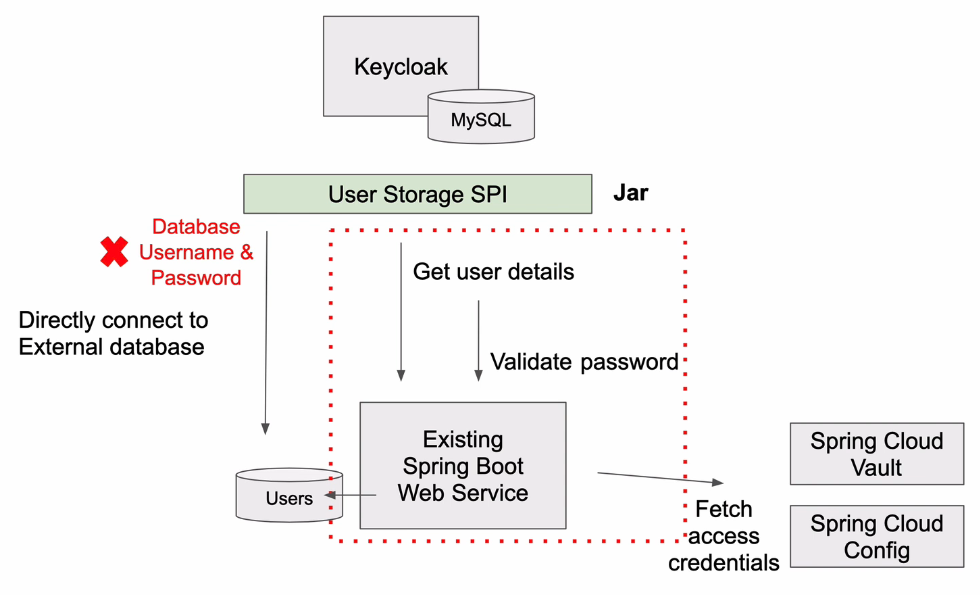 Keycloak
MySQL
User Storage SPI
Jar
Database
Username &
Password
Directly connect to
External database
Get user details
Validate password
Existing
Spring Boot
Web Service
Users
Fetch
access
credentials
Spring Cloud
Vault
Spring Cloud
Config